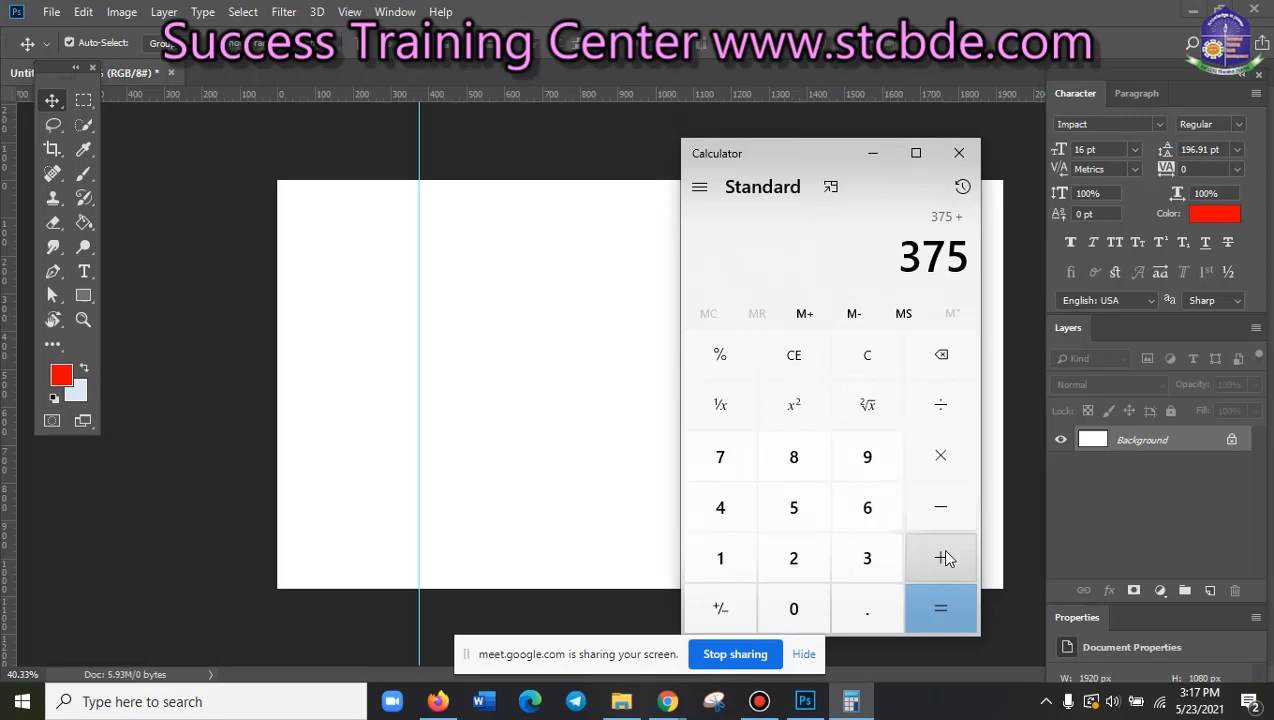 Success Training Center www.stcbde.com
Ps File Edit Image Layer Type Select Filter 3D View Window Help
Auto-Select:
(RGB/8#) *
Calculator
Standard
375 +
375
MC MR M+ M- MS
% CE C
¹/x x² ²√x ÷
7 8 9 ×
4 5 6 −
1 2 3 +
+/− 0 . =
Character Paragraph
Impact Regular
16 pt 196.91 pt
Metrics 0
100% 100%
0 pt Color:
English: USA Sharp
Layers
Kind
Normal Opacity: 100%
Lock: Fill: 100%
Background
Properties
Document Properties
W: 1920 px H: 1080 px
meet.google.com is sharing your screen. Stop sharing Hide
40.33% Doc: 5.93M/0 bytes
Type here to search
3:17 PM
5/23/2021